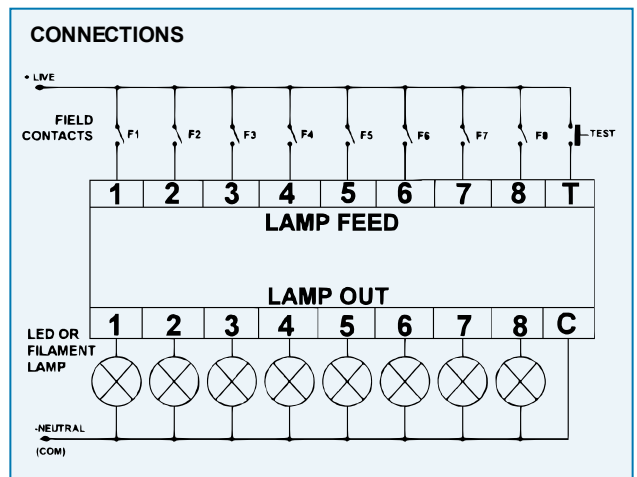 CONNECTIONS
+ LIVE
FIELD
CONTACTS
F1 F2 F3 F4 F5 F6 F7 F8 TEST
1 2 3 4 5 6 7 8 T
LAMP FEED
LAMP OUT
1 2 3 4 5 6 7 8 C
LED OR
FILAMENT
LAMP
-NEUTRAL
(COM)